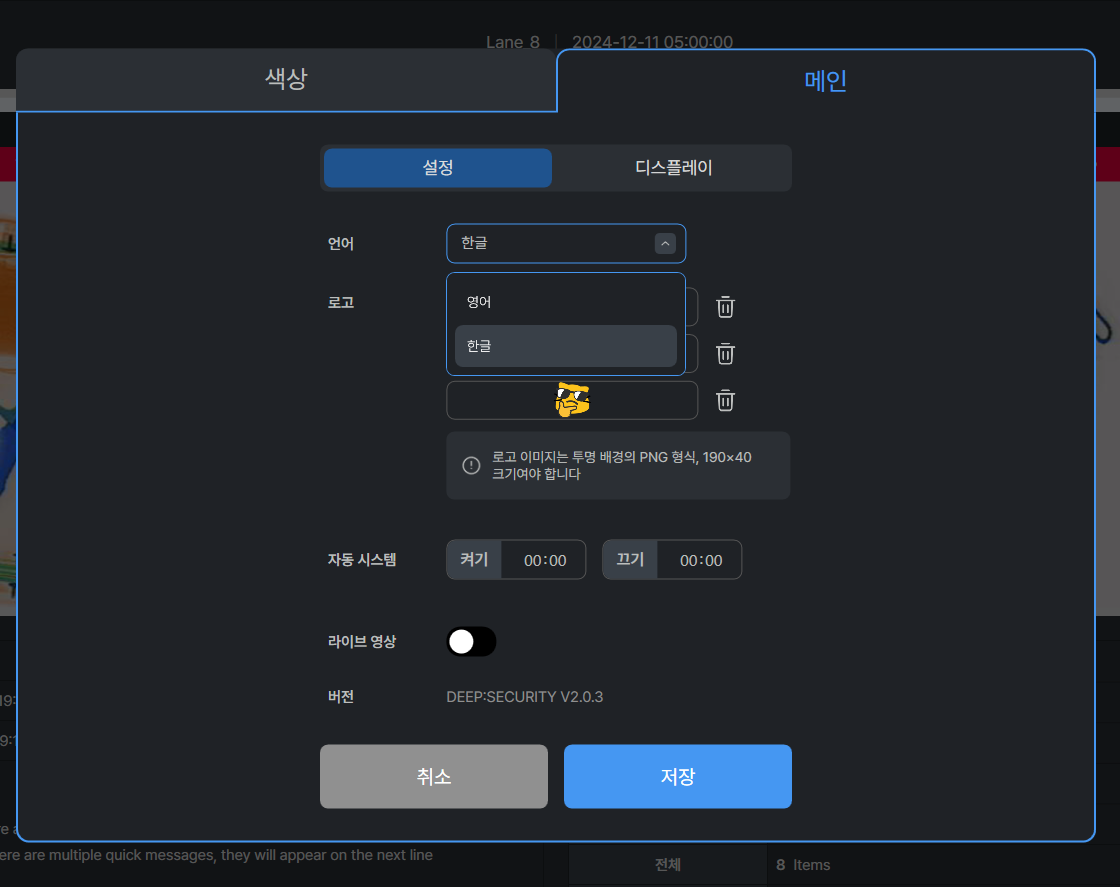 Lane 8
2024-12-11 05:00:00
색상
메인
설정
디스플레이
언어
한글
영어
한글
로고
로고 이미지는 투명 배경의 PNG 형식, 190×40
크기여야 합니다
자동 시스템
켜기
00:00
끄기
00:00
라이브 영상
버전
DEEP:SECURITY V2.0.3
취소
저장
ere are multiple quick messages, they will appear on the next line
전체
8 Items